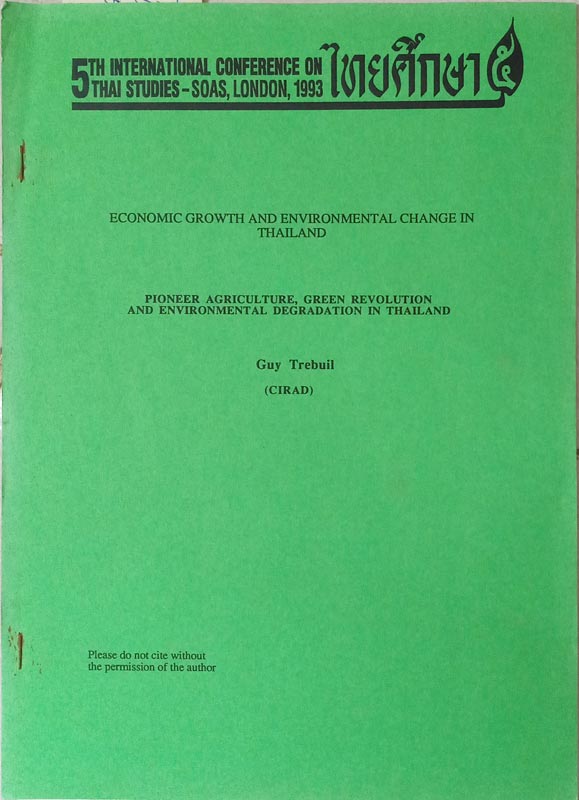 5TH INTERNATIONAL CONFERENCE ON
THAI STUDIES – SOAS, LONDON, 1993
ไทยศึกษา ๕
ECONOMIC GROWTH AND ENVIRONMENTAL CHANGE IN
THAILAND
PIONEER AGRICULTURE, GREEN REVOLUTION
AND ENVIRONMENTAL DEGRADATION IN THAILAND
Guy Trebuil
(CIRAD)
Please do not cite without
the permission of the author